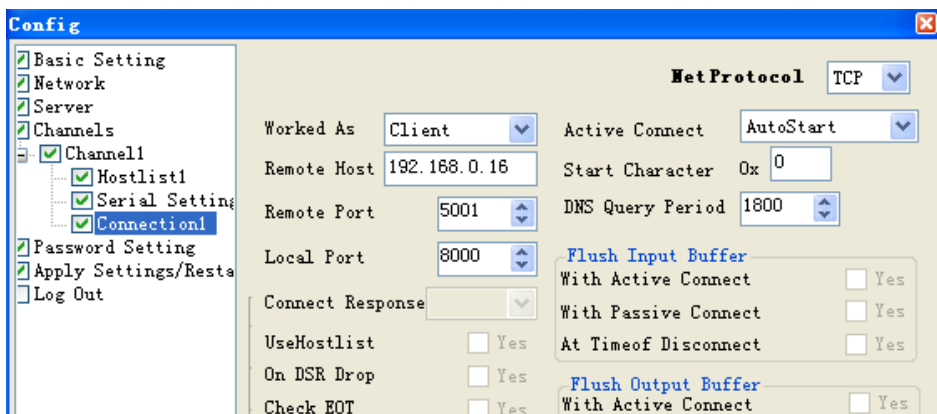 Config
Basic Setting
Network
Server
Channels
Channel1
Hostlist1
Serial Setting
Connection1
Password Setting
Apply Settings/Resta
Log Out
NetProtocol TCP
Worked As Client
Remote Host 192.168.0.16
Remote Port 5001
Local Port 8000
Connect Response
UseHostlist Yes
On DSR Drop Yes
Check EOT Yes
Active Connect AutoStart
Start Character 0x 0
DNS Query Period 1800
Flush Input Buffer
With Active Connect Yes
With Passive Connect Yes
At Timeof Disconnect Yes
Flush Output Buffer
With Active Connect Yes